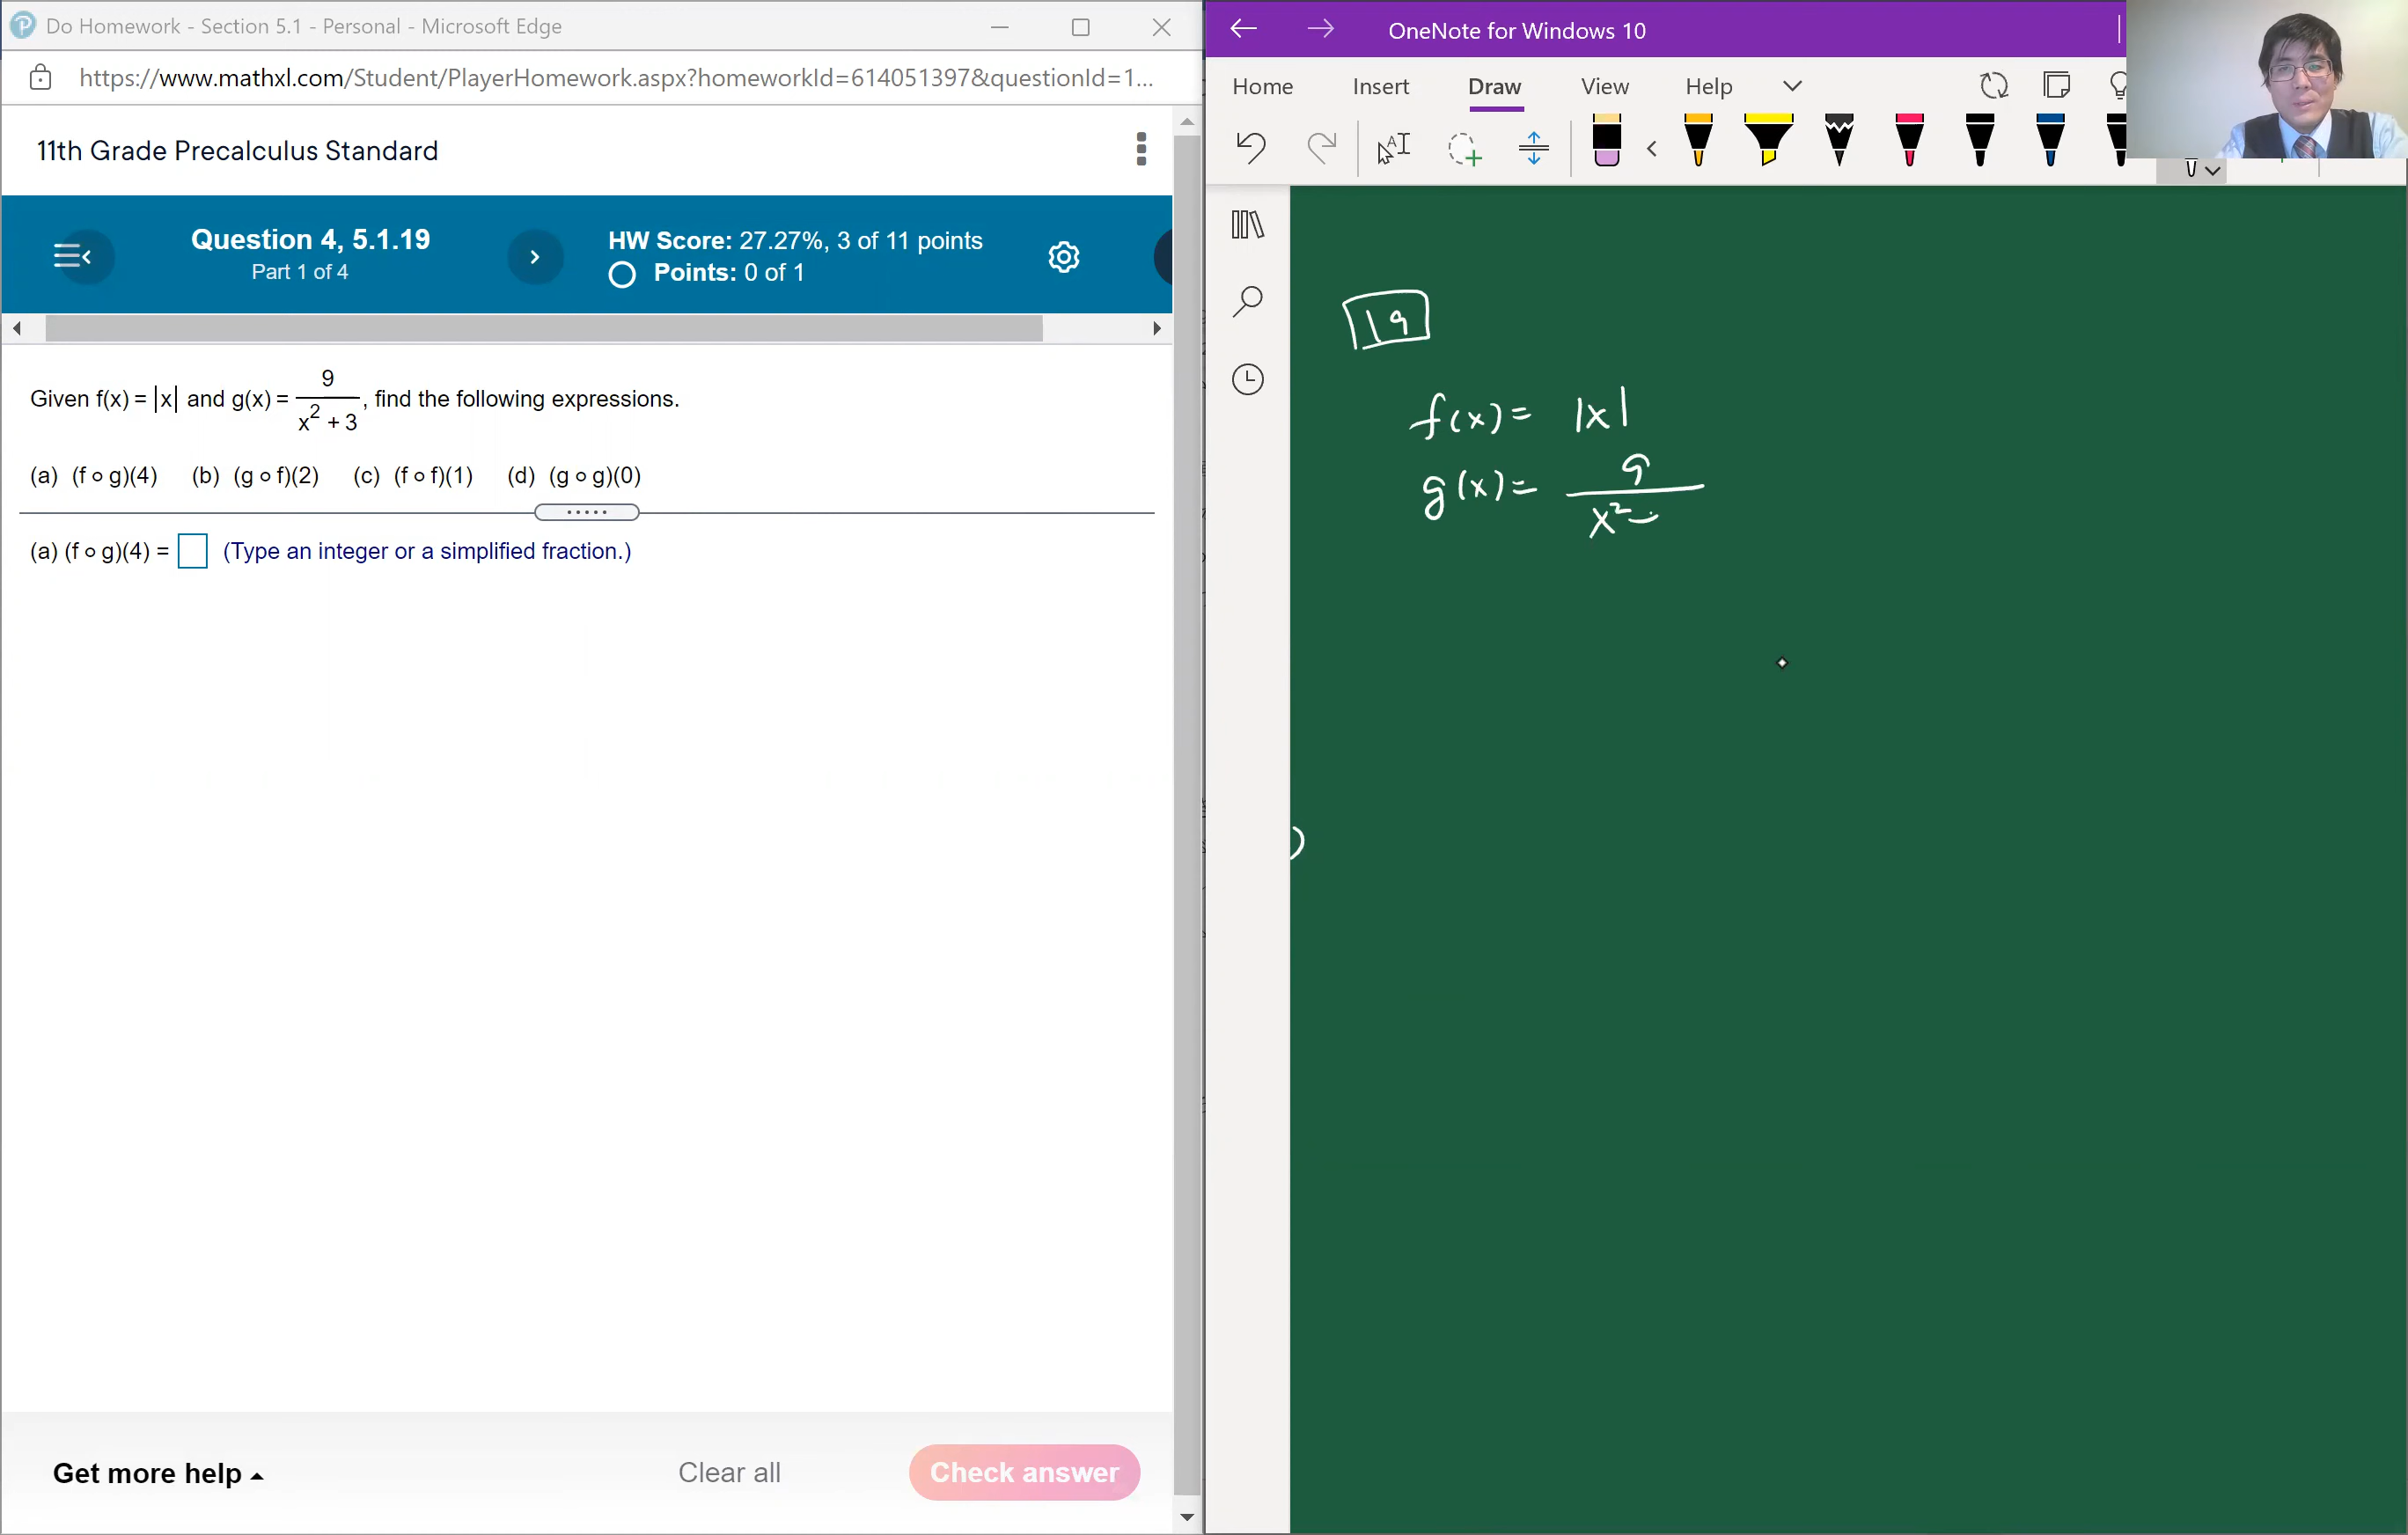 Do Homework - Section 5.1 - Personal - Microsoft Edge
https://www.mathxl.com/Student/PlayerHomework.aspx?homeworkId=614051397&questionId=1...
11th Grade Precalculus Standard
Question 4, 5.1.19
Part 1 of 4
HW Score: 27.27%, 3 of 11 points
Points: 0 of 1
Given f(x) = |x| and g(x) = 9 / (x² + 3), find the following expressions.
(a) (f ∘ g)(4) (b) (g ∘ f)(2) (c) (f ∘ f)(1) (d) (g ∘ g)(0)
(a) (f ∘ g)(4) = (Type an integer or a simplified fraction.)
Get more help
Clear all
Check answer
OneNote for Windows 10
Home Insert Draw View Help
19
f(x) = |x|
g(x) = 9 / x²
)